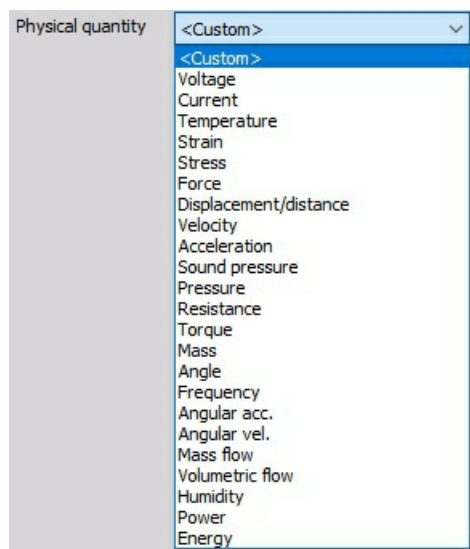 Physical quantity <Custom>
<Custom>
Voltage
Current
Temperature
Strain
Stress
Force
Displacement/distance
Velocity
Acceleration
Sound pressure
Pressure
Resistance
Torque
Mass
Angle
Frequency
Angular acc.
Angular vel.
Mass flow
Volumetric flow
Humidity
Power
Energy